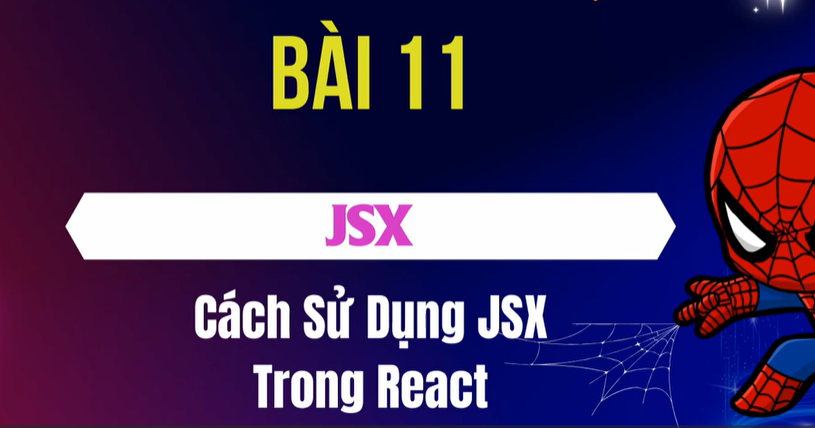 BÀI 11
JSX
Cách Sử Dụng JSX
Trong React